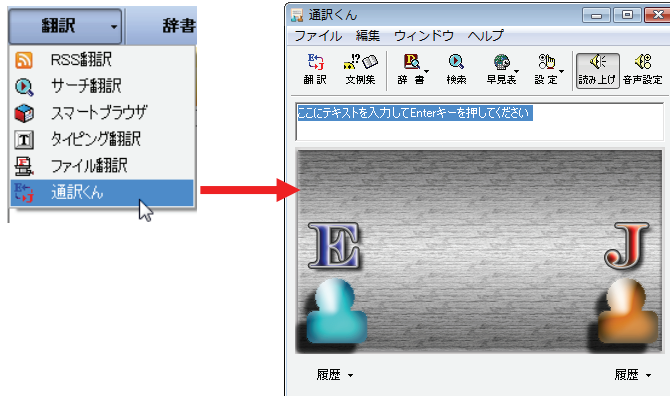 翻訳 辞書
RSS翻訳
サーチ翻訳
スマートブラウザ
タイピング翻訳
ファイル翻訳
通訳くん
通訳くん
ファイル 編集 ウィンドウ ヘルプ
翻訳 文例集 辞書 検索 早見表 設定 読み上げ 音声設定
ここにテキストを入力してEnterキーを押してください
E J
履歴 履歴